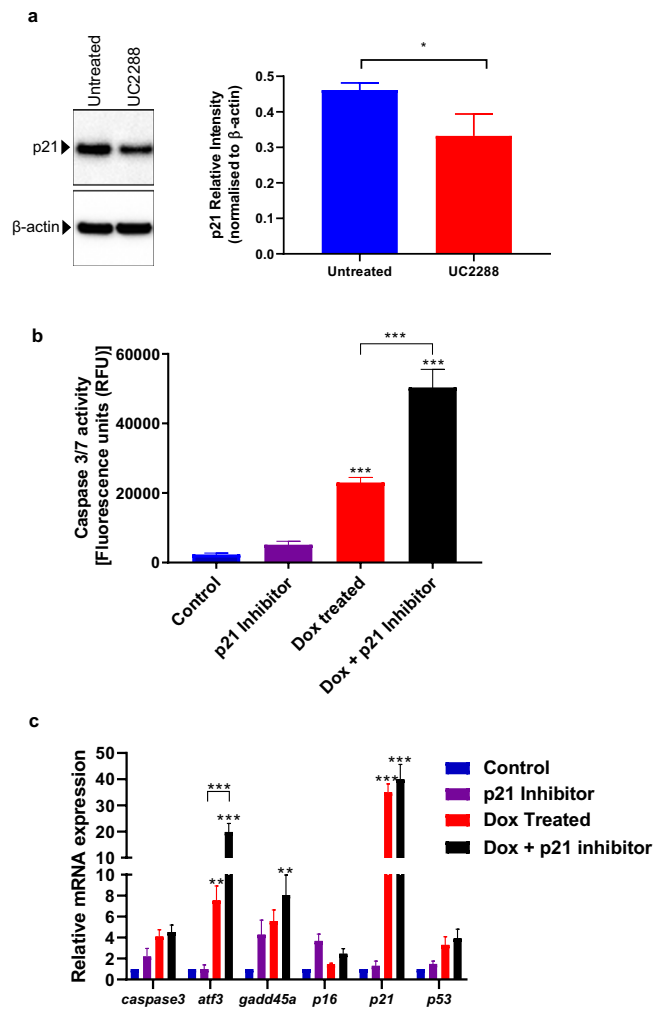 a
Untreated
UC2288
p21
β-actin
p21 Relative Intensity
(normalised to β-actin)
0.5
0.4
0.3
0.2
0.1
0.0
*
Untreated
UC2288
b
Caspase 3/7 activity
[Fluorescence units (RFU)]
60000
40000
20000
0
***
***
***
Control
p21 Inhibitor
Dox treated
Dox + p21 Inhibitor
c
Relative mRNA expression
50
40
30
20
10
10
8
6
4
2
0
***
***
**
**
***
***
caspase3
atf3
gadd45a
p16
p21
p53
Control
p21 Inhibitor
Dox Treated
Dox + p21 inhibitor